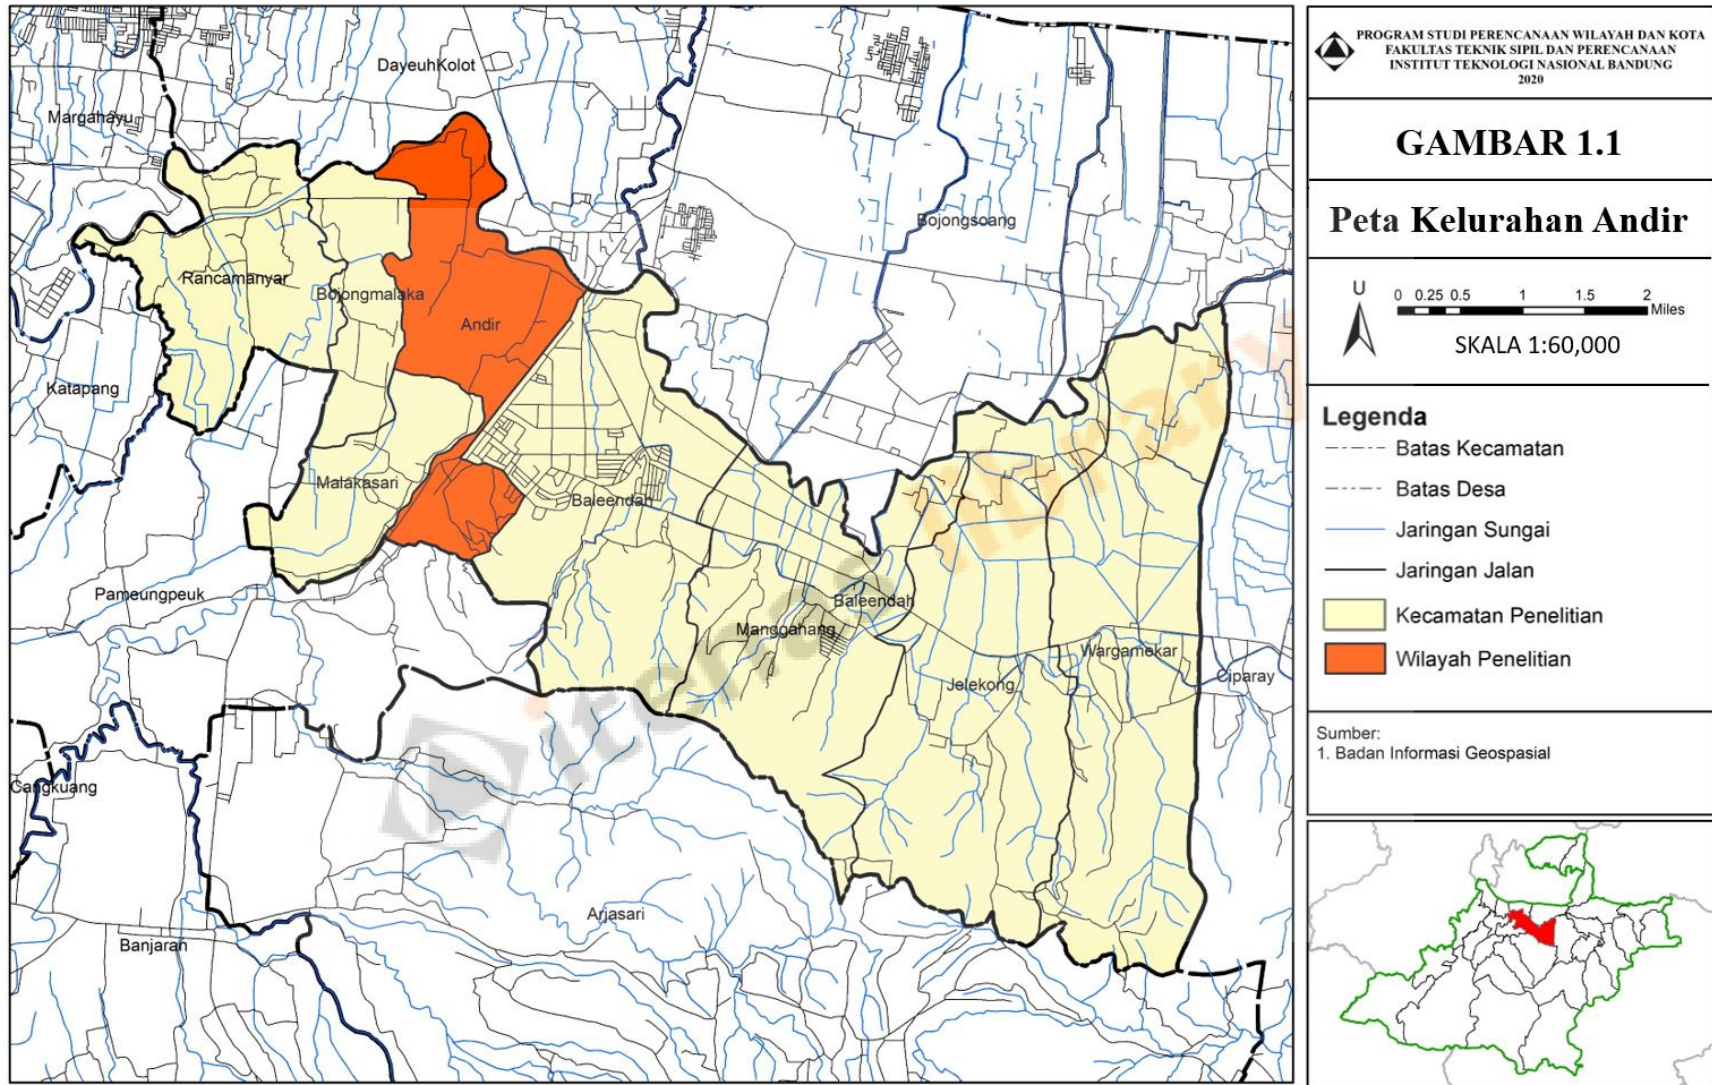 PROGRAM STUDI PERENCANAAN WILAYAH DAN KOTA
FAKULTAS TEKNIK SIPIL DAN PERENCANAAN
INSTITUT TEKNOLOGI NASIONAL BANDUNG
2020
GAMBAR 1.1
Peta Kelurahan Andir
U
0 0.25 0.5 1 1.5 2
Miles
SKALA 1:60,000
Legenda
Batas Kecamatan
Batas Desa
Jaringan Sungai
Jaringan Jalan
Kecamatan Penelitian
Wilayah Penelitian
Sumber:
1. Badan Informasi Geospasial
DayeuhKolot
Margahayu
Bojongsoang
Rancamanyar
Bojongmalaka
Andir
Katapang
Malakasari
Baleendah
Pameungpeuk
Baleendah
Manggahang
Wargamekar
Jelekong
Ciparay
Cangkuang
Arjasari
Banjaran
itenas library